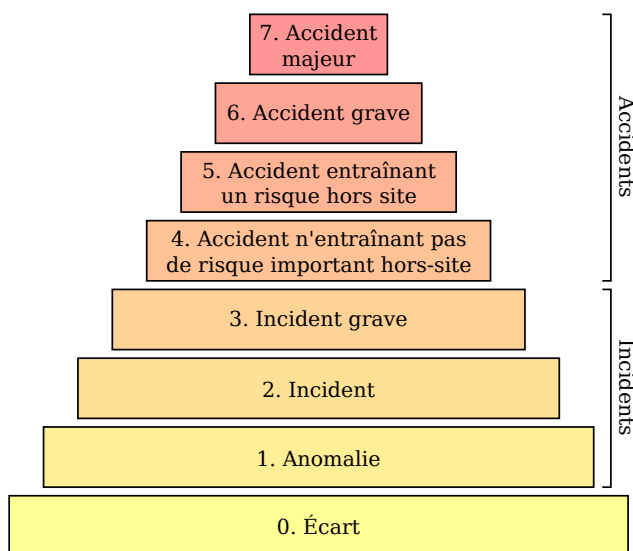 7. Accident
majeur
6. Accident grave
5. Accident entraînant
un risque hors site
4. Accident n'entraînant pas
de risque important hors-site
3. Incident grave
2. Incident
1. Anomalie
0. Écart
Accidents
Incidents